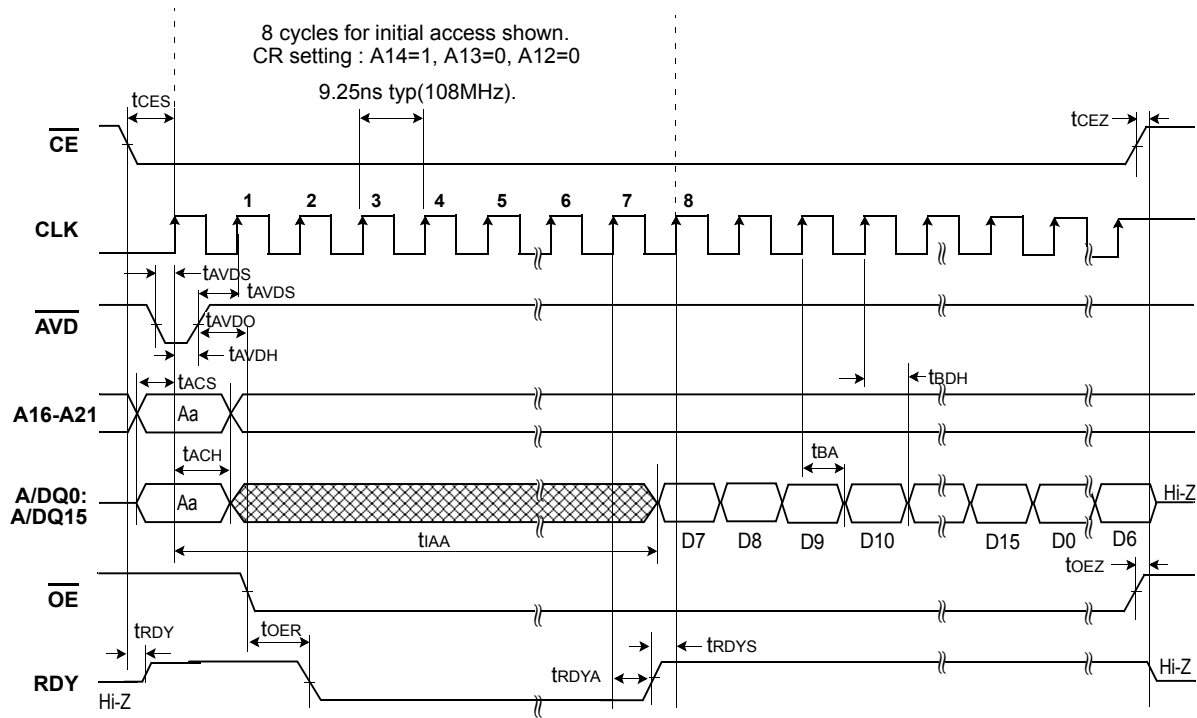 8 cycles for initial access shown.
CR setting : A14=1, A13=0, A12=0
9.25ns typ(108MHz).
tCES
tCEZ
CE
1 2 3 4 5 6 7 8
CLK
tAVDS
tAVDS
AVD
tAVDO
tAVDH
tACS
tBDH
A16-A21
Aa
tACH
tBA
A/DQ0:
A/DQ15
Aa
Hi-Z
tIAA
D7 D8 D9 D10 D15 D0 D6
tOEZ
OE
tRDY
tOER
tRDYS
tRDYA
RDY
Hi-Z
Hi-Z